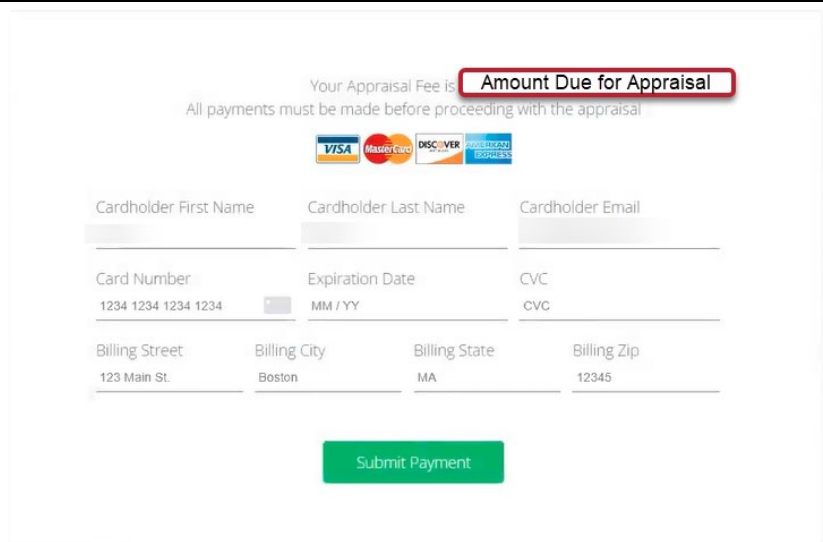 Your Appraisal Fee is Amount Due for Appraisal
All payments must be made before proceeding with the appraisal
VISA MasterCard DISCOVER AMERICAN EXPRESS
Cardholder First Name Cardholder Last Name Cardholder Email
Card Number Expiration Date CVC
1234 1234 1234 1234 MM / YY CVC
Billing Street Billing City Billing State Billing Zip
123 Main St. Boston MA 12345
Submit Payment